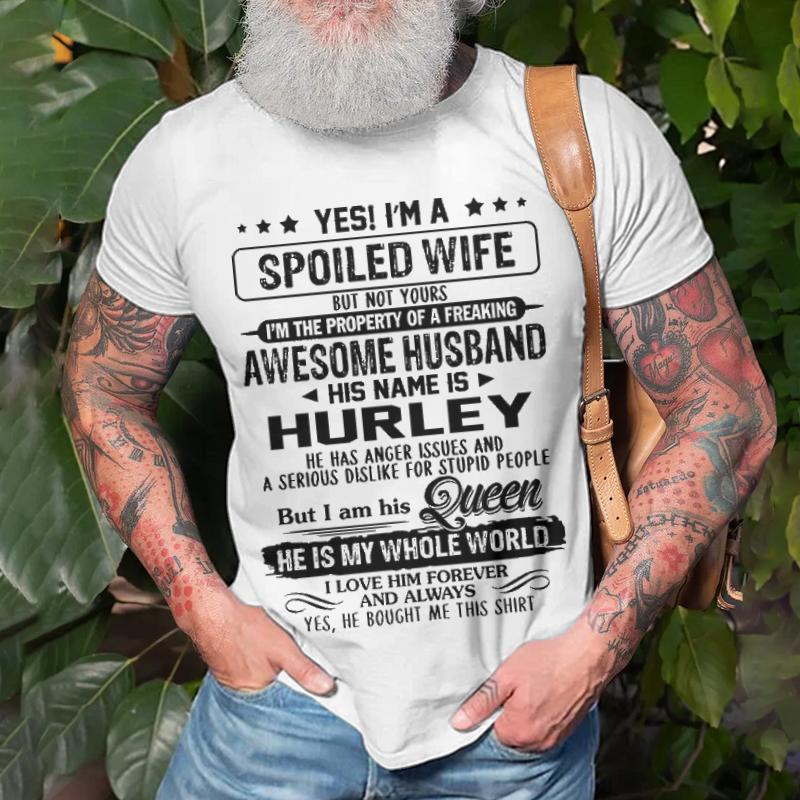 YES! I'M A
SPOILED WIFE
BUT NOT YOURS
I'M THE PROPERTY OF A FREAKING
AWESOME HUSBAND
HIS NAME IS
HURLEY
HE HAS ANGER ISSUES AND
A SERIOUS DISLIKE FOR STUPID PEOPLE
But I am his Queen
HE IS MY WHOLE WORLD
I LOVE HIM FOREVER
AND ALWAYS
YES, HE BOUGHT ME THIS SHIRT